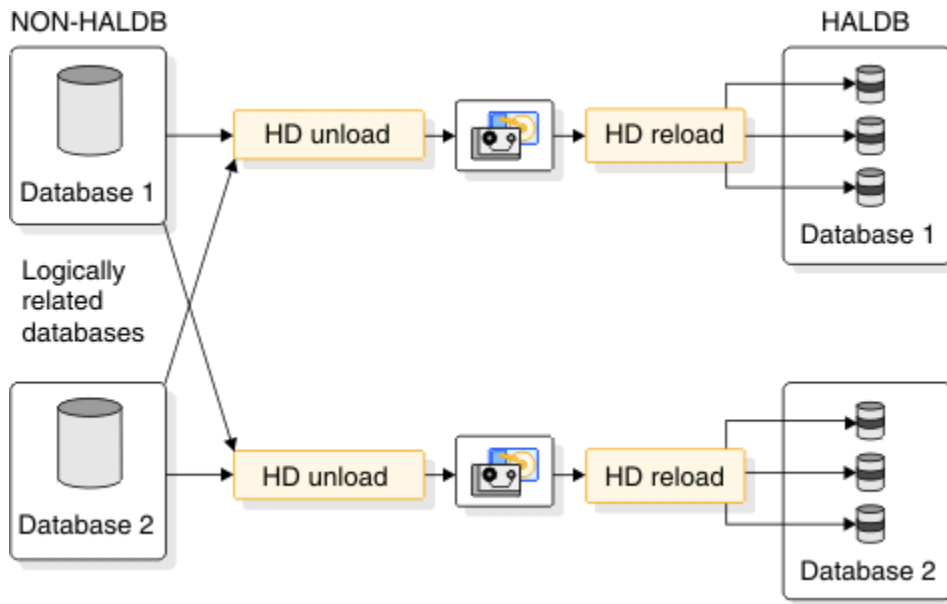 NON-HALDB
HALDB
HD unload
HD reload
Database 1
Database 1
Logically
related
databases
HD unload
HD reload
Database 2
Database 2